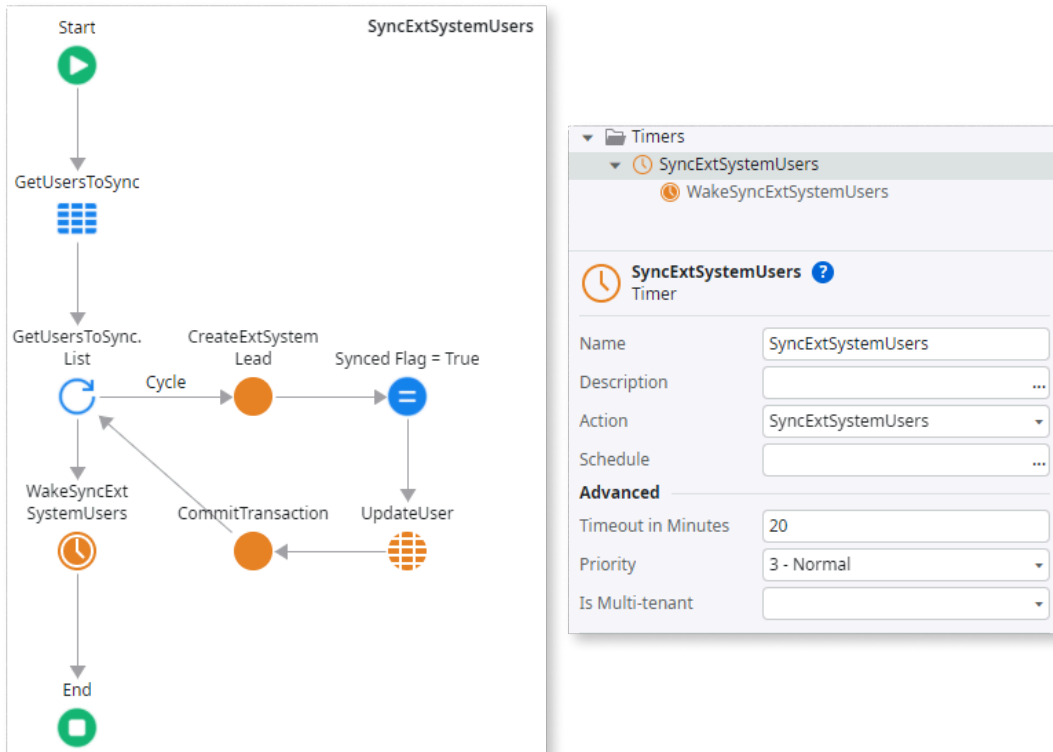 Start
SyncExtSystemUsers
GetUsersToSync
GetUsersToSync.
List
Cycle
CreateExtSystem
Lead
Synced Flag = True
WakeSyncExt
SystemUsers
CommitTransaction
UpdateUser
End
Timers
SyncExtSystemUsers
WakeSyncExtSystemUsers
SyncExtSystemUsers ?
Timer
Name SyncExtSystemUsers
Description ...
Action SyncExtSystemUsers
Schedule ...
Advanced
Timeout in Minutes 20
Priority 3 - Normal
Is Multi-tenant